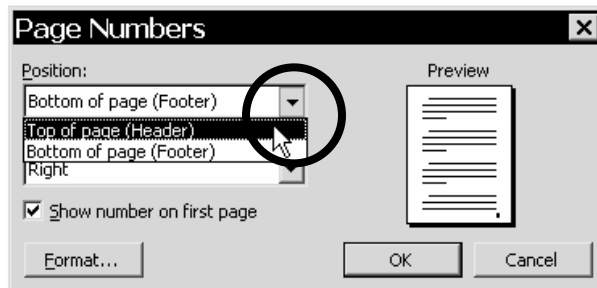 Page Numbers
Position:
Preview
Bottom of page (Footer)
Top of page (Header)
Bottom of page (Footer)
Right
Show number on first page
Format...
OK
Cancel